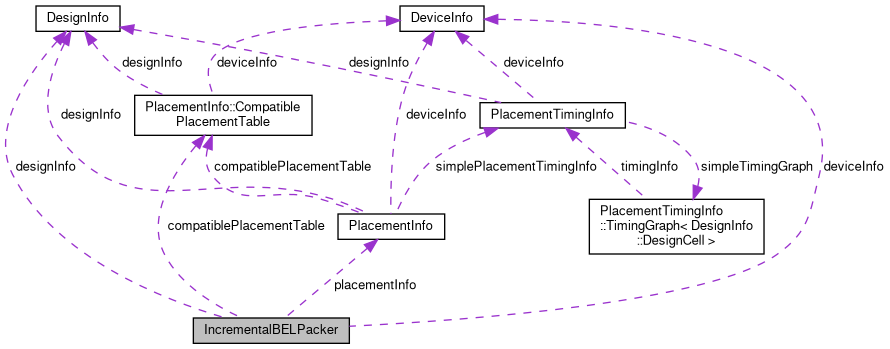 DesignInfo
DeviceInfo
designInfo
deviceInfo
designInfo
deviceInfo
PlacementInfo::Compatible
PlacementTable
designInfo
deviceInfo
PlacementTimingInfo
designInfo
compatiblePlacementTable
simplePlacementTimingInfo
timingInfo
simpleTimingGraph
deviceInfo
compatiblePlacementTable
PlacementInfo
PlacementTimingInfo
::TimingGraph< DesignInfo
::DesignCell >
placementInfo
IncrementalBELPacker